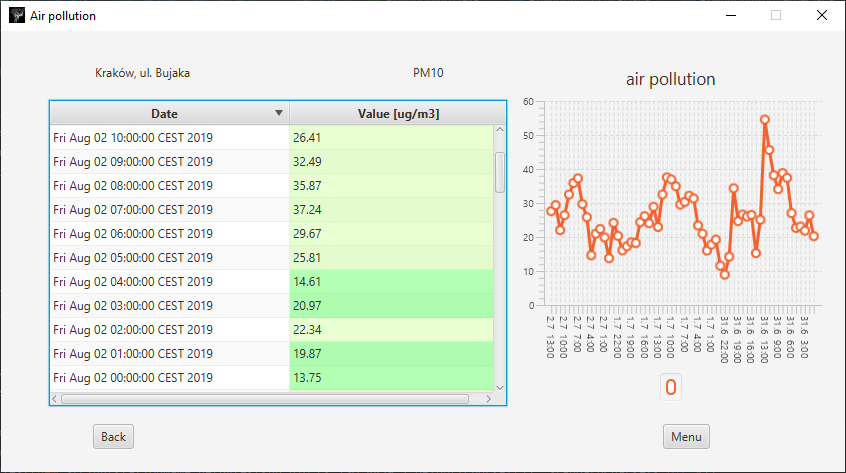 Air pollution
Kraków, ul. Bujaka
PM10
Date
Value [ug/m3]
Fri Aug 02 10:00:00 CEST 2019 26.41
Fri Aug 02 09:00:00 CEST 2019 32.49
Fri Aug 02 08:00:00 CEST 2019 35.87
Fri Aug 02 07:00:00 CEST 2019 37.24
Fri Aug 02 06:00:00 CEST 2019 29.67
Fri Aug 02 05:00:00 CEST 2019 25.81
Fri Aug 02 04:00:00 CEST 2019 14.61
Fri Aug 02 03:00:00 CEST 2019 20.97
Fri Aug 02 02:00:00 CEST 2019 22.34
Fri Aug 02 01:00:00 CEST 2019 19.87
Fri Aug 02 00:00:00 CEST 2019 13.75
air pollution
60
50
40
30
20
10
0
2.7 13:00
2.7 10:00
2.7 7:00
2.7 4:00
2.7 1:00
1.7 22:00
1.7 19:00
1.7 16:00
1.7 13:00
1.7 10:00
1.7 7:00
1.7 4:00
1.7 1:00
31.6 22:00
31.6 19:00
31.6 16:00
31.6 13:00
31.6 9:00
31.6 6:00
31.6 3:00
Back
Menu